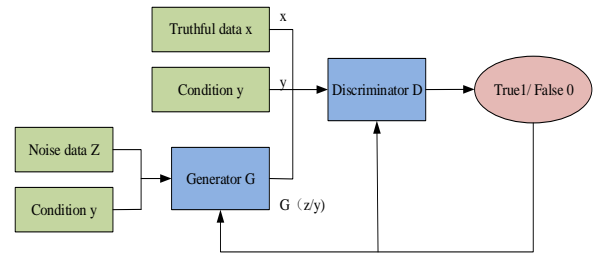 Truthful data x
x
Condition y
y
Discriminator D
True1/ False 0
Noise data Z
Condition y
Generator G
G（z/y)